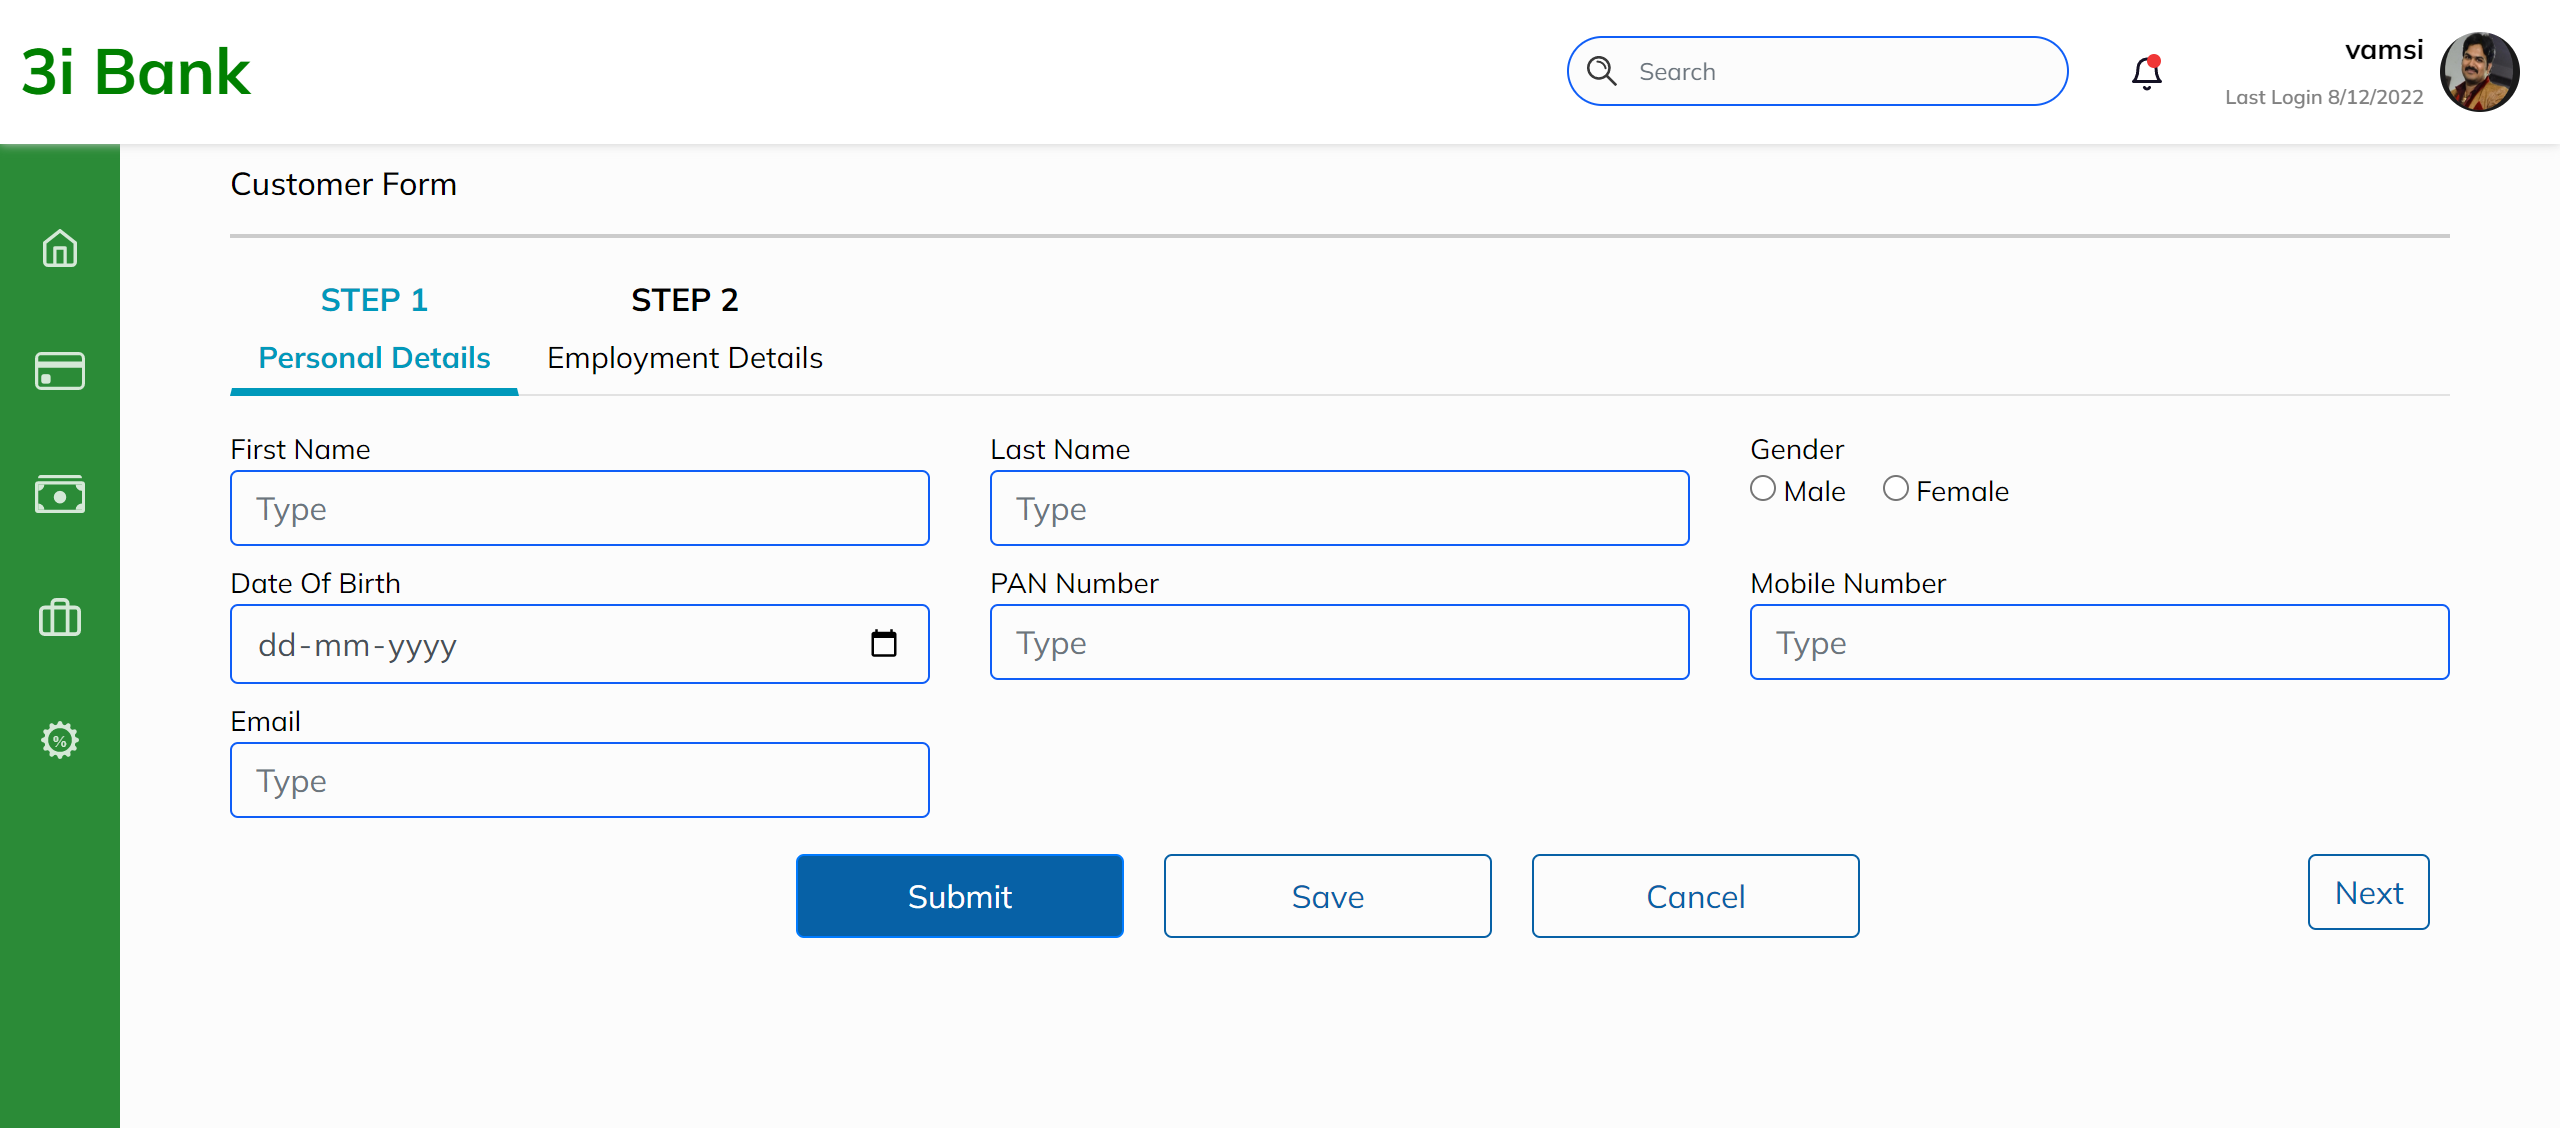 3i Bank
Search
vamsi
Last Login 8/12/2022
Customer Form
STEP 1
Personal Details
STEP 2
Employment Details
First Name
Type
Last Name
Type
Gender
Male
Female
Date Of Birth
dd-mm-yyyy
PAN Number
Type
Mobile Number
Type
Email
Type
%
Submit
Save
Cancel
Next